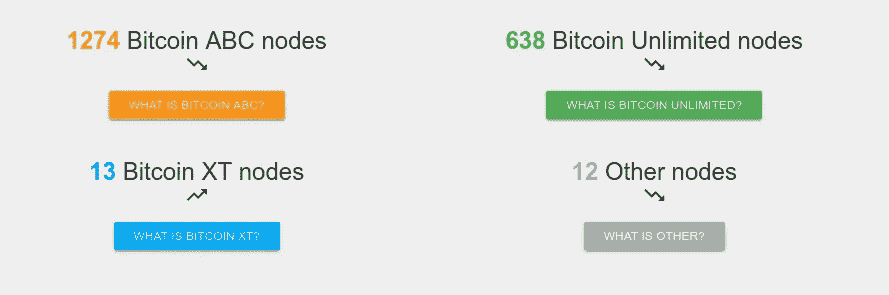 1274 Bitcoin ABC nodes
WHAT IS BITCOIN ABC?
638 Bitcoin Unlimited nodes
WHAT IS BITCOIN UNLIMITED?
13 Bitcoin XT nodes
WHAT IS BITCOIN XT?
12 Other nodes
WHAT IS OTHER?